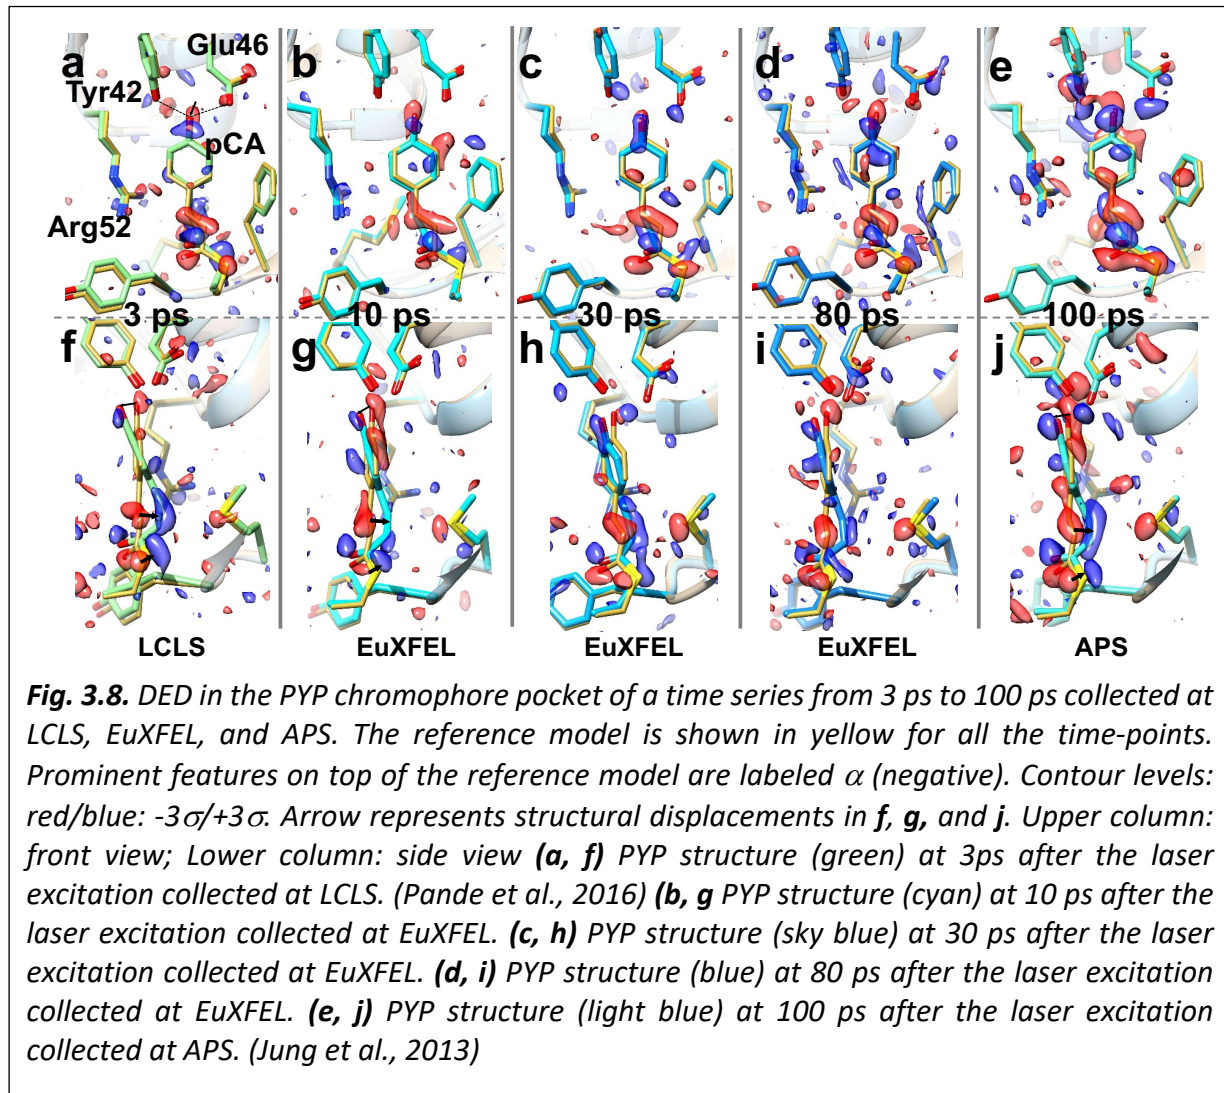 a
Glu46
Tyr42
pCA
Arg52
b
c
d
e
3 ps
10 ps
30 ps
80 ps
100 ps
f
g
h
i
j
LCLS
EuXFEL
EuXFEL
EuXFEL
APS
Fig. 3.8. DED in the PYP chromophore pocket of a time series from 3 ps to 100 ps collected at
LCLS, EuXFEL, and APS. The reference model is shown in yellow for all the time-points.
Prominent features on top of the reference model are labeled α (negative). Contour levels:
red/blue: -3σ/+3σ. Arrow represents structural displacements in f, g, and j. Upper column:
front view; Lower column: side view (a, f) PYP structure (green) at 3ps after the laser
excitation collected at LCLS. (Pande et al., 2016) (b, g PYP structure (cyan) at 10 ps after the
laser excitation collected at EuXFEL. (c, h) PYP structure (sky blue) at 30 ps after the laser
excitation collected at EuXFEL. (d, i) PYP structure (blue) at 80 ps after the laser excitation
collected at EuXFEL. (e, j) PYP structure (light blue) at 100 ps after the laser excitation
collected at APS. (Jung et al., 2013)